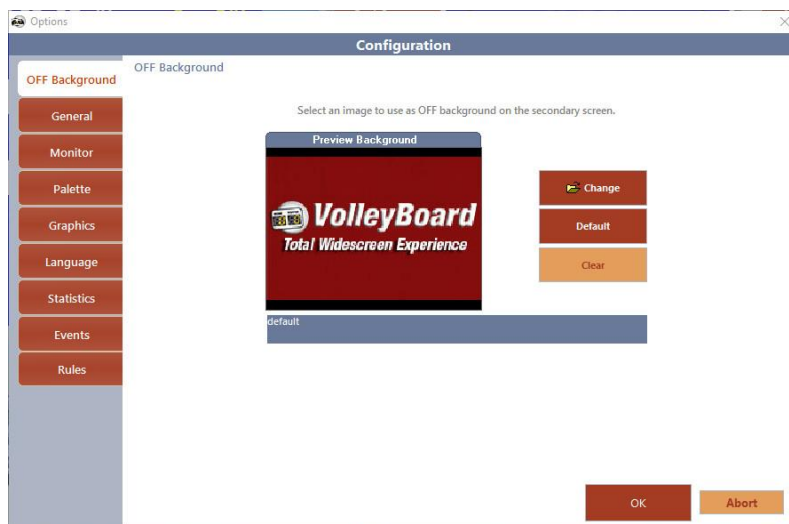 Options
Configuration
OFF Background
General
Monitor
Palette
Graphics
Language
Statistics
Events
Rules
OFF Background
Select an image to use as OFF background on the secondary screen.
Preview Background
VolleyBoard
Total Widescreen Experience
Change
Default
Clear
default
OK
Abort